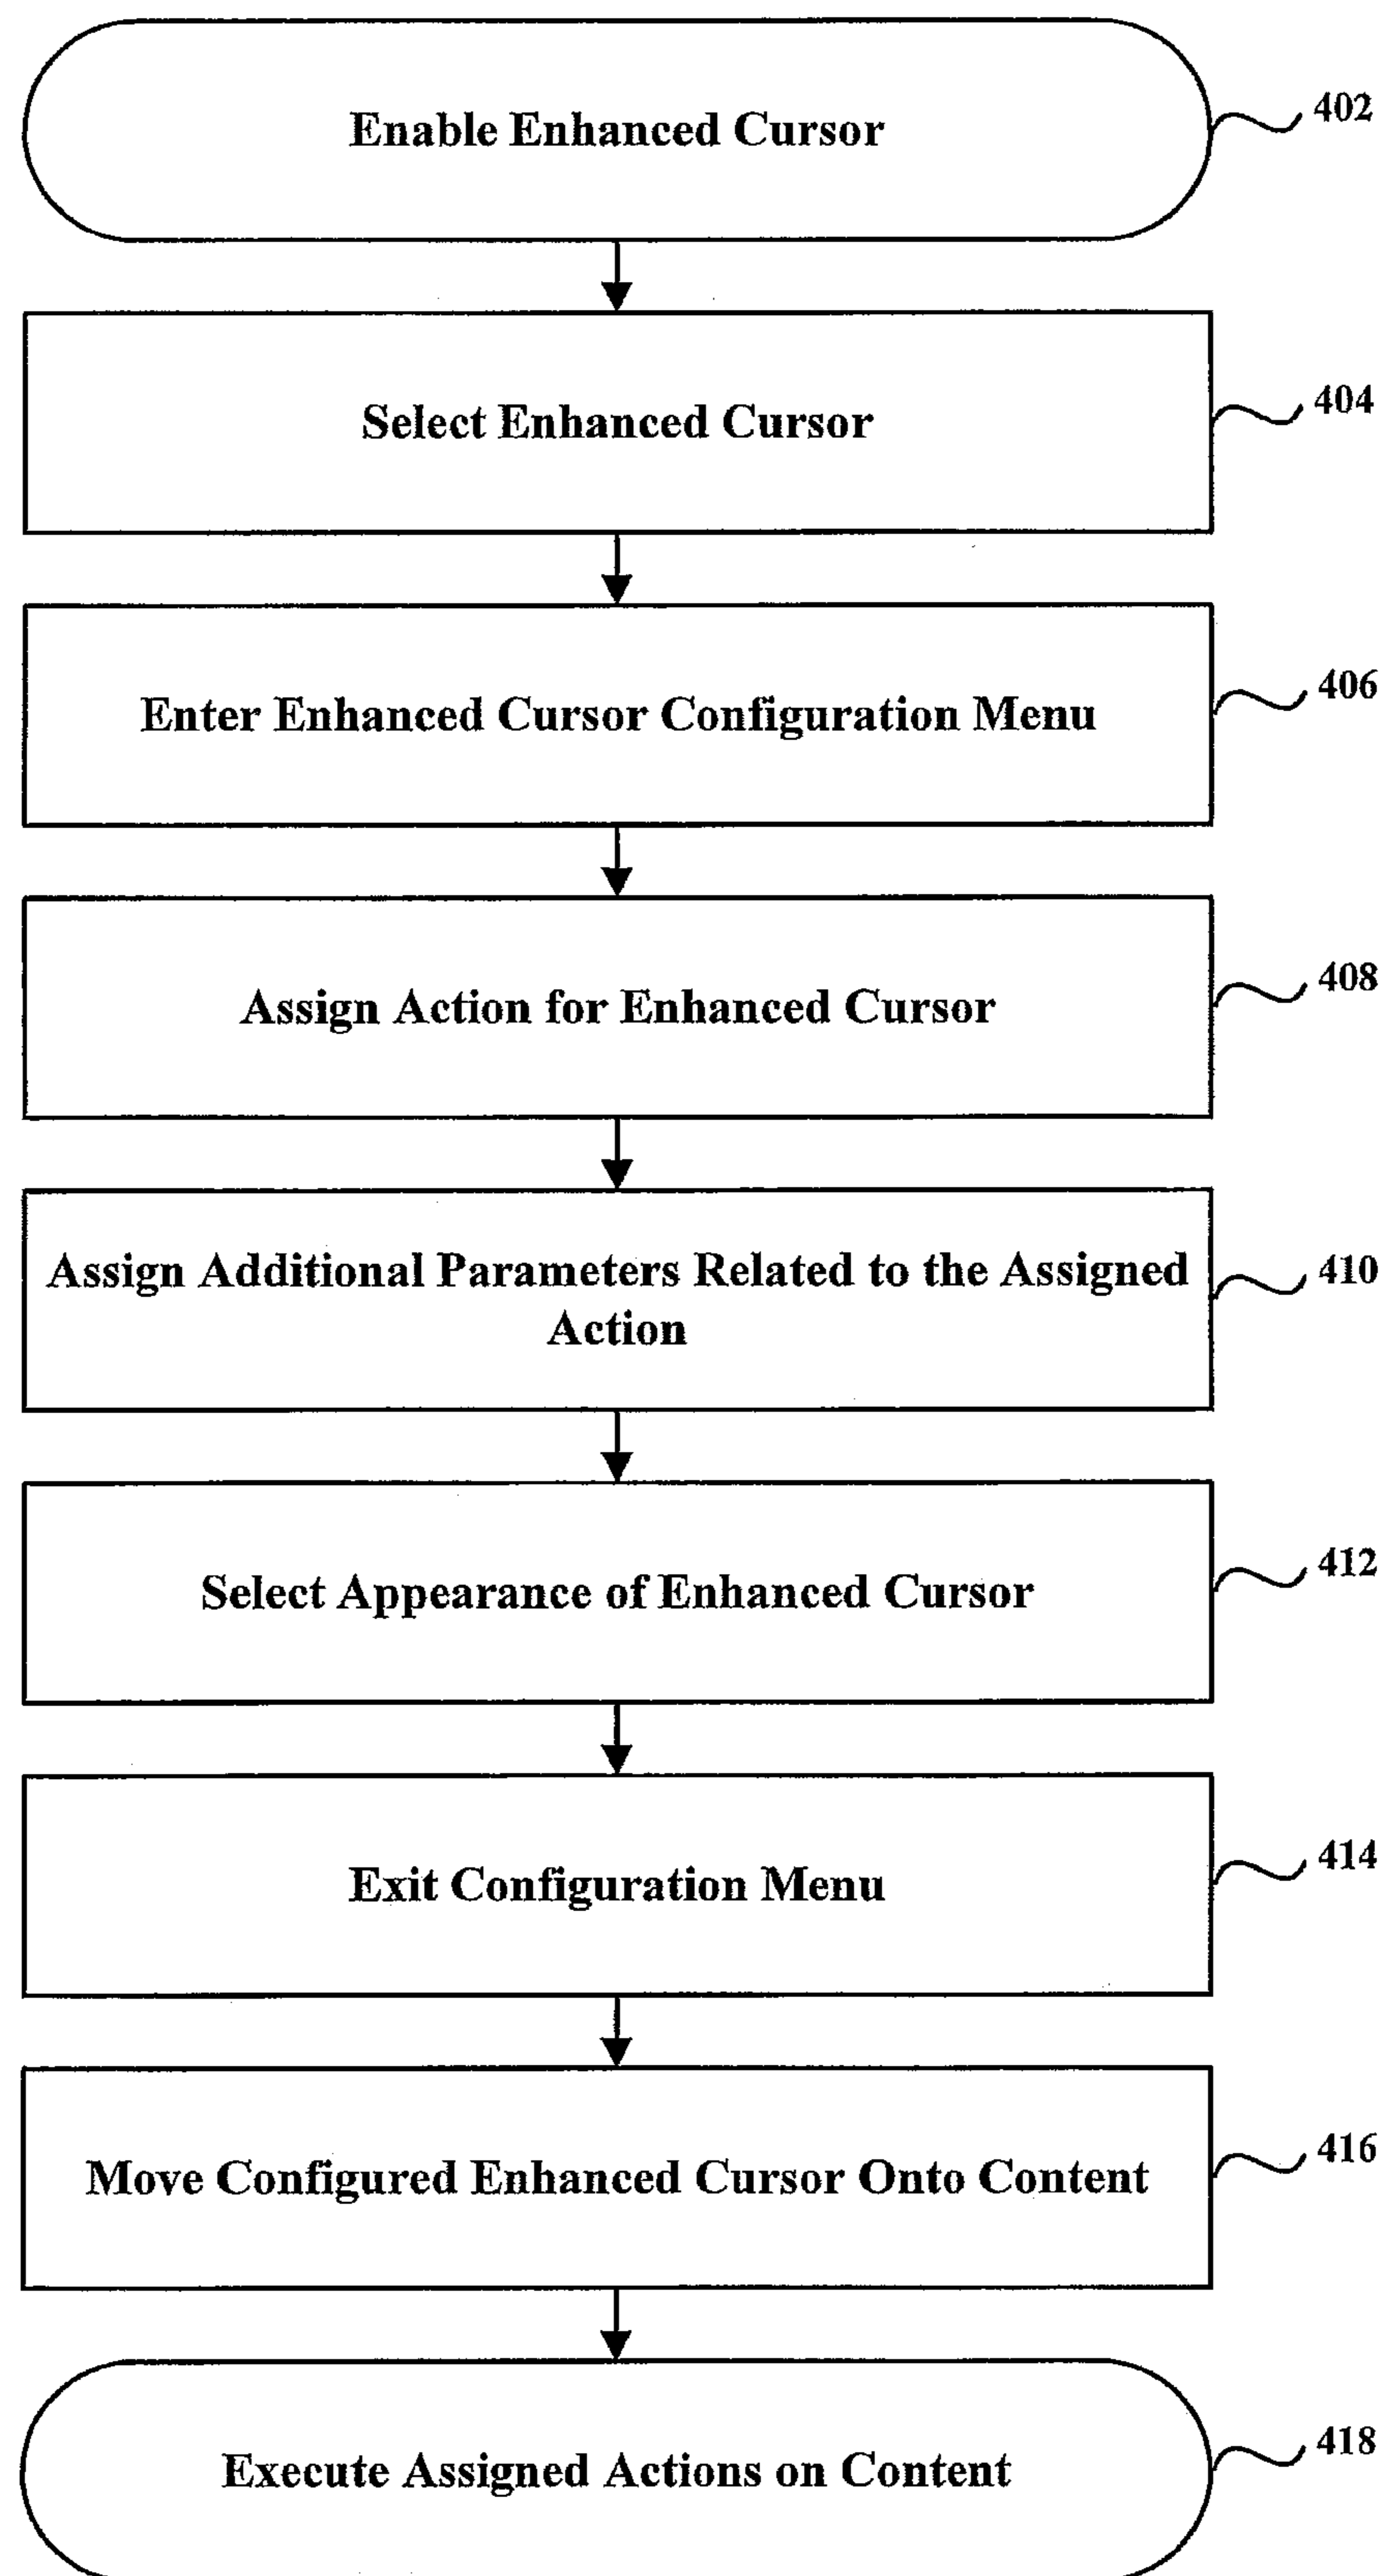 Enable Enhanced Cursor
402
Select Enhanced Cursor
404
Enter Enhanced Cursor Configuration Menu
406
Assign Action for Enhanced Cursor
408
Assign Additional Parameters Related to the Assigned
Action
410
Select Appearance of Enhanced Cursor
412
Exit Configuration Menu
414
Move Configured Enhanced Cursor Onto Content
416
Execute Assigned Actions on Content
418